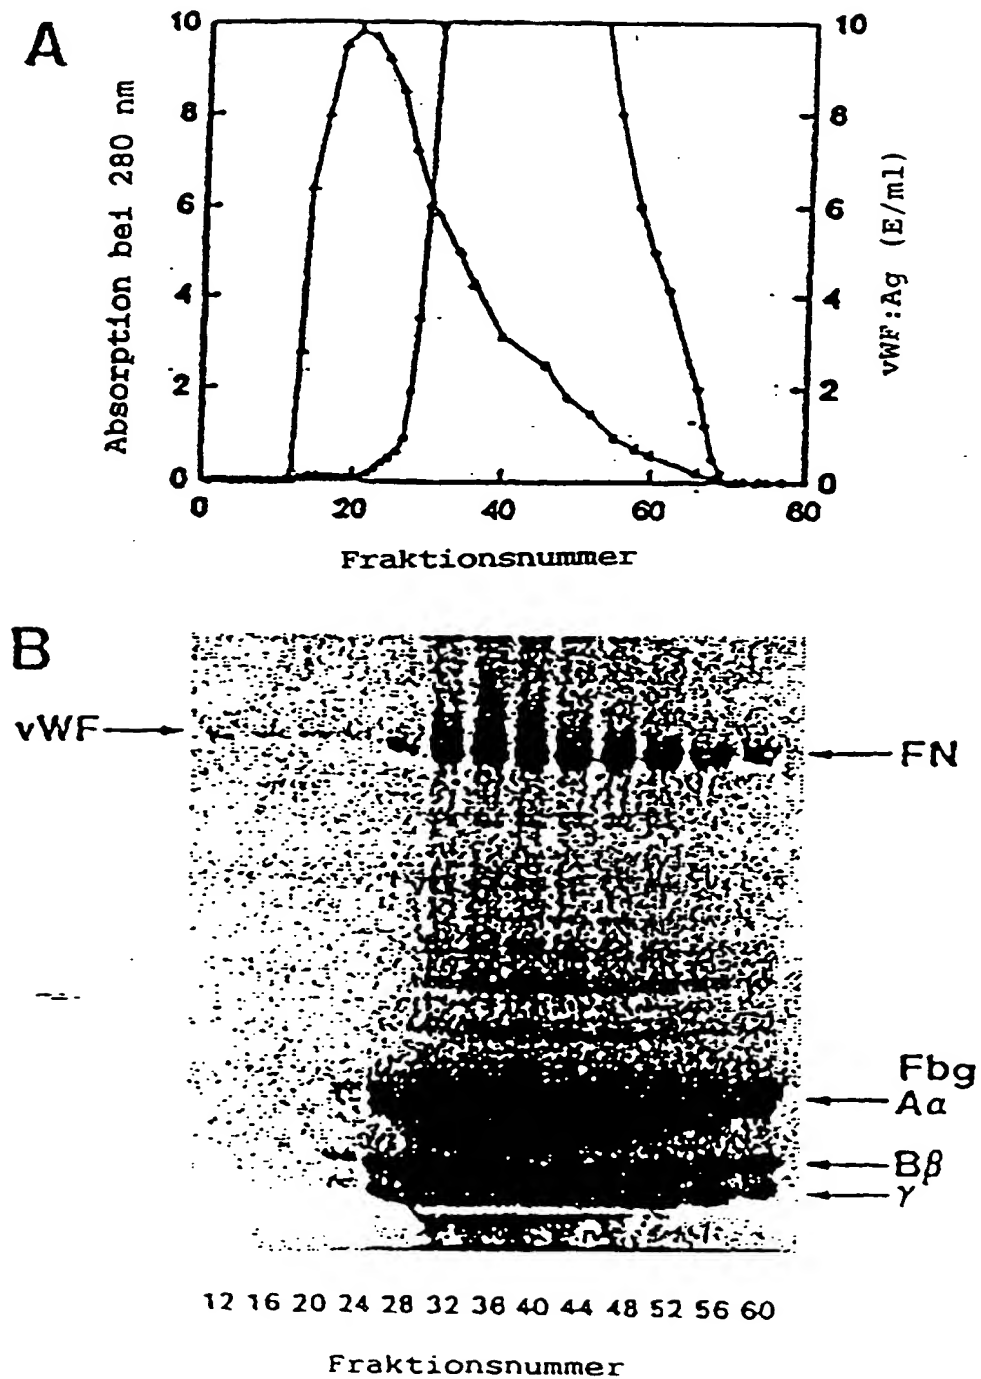 A
10 10
8 8
6 6
4 4
2 2
0 0
Absorption bei 280 nm
vWF:Ag (E/ml)
0 20 40 60 80
Fraktionsnummer
B
vWF
FN
Fbg
Aα
Bβ
γ
12 16 20 24 28 32 36 40 44 48 52 56 60
Fraktionsnummer